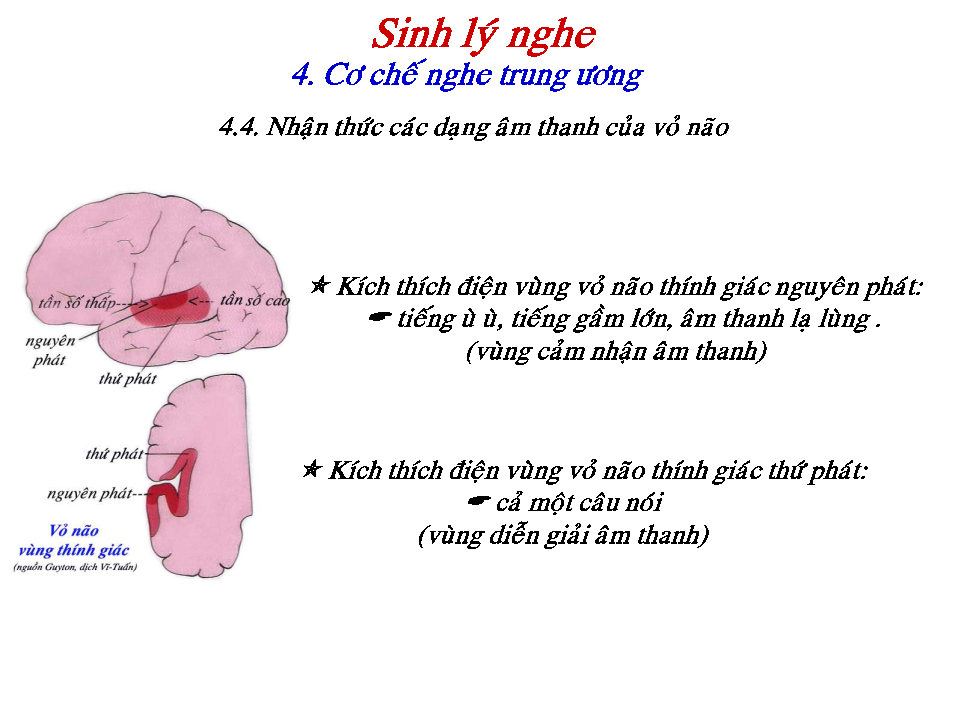 Sinh lý nghe
4. Cơ chế nghe trung ương
4.4. Nhận thức các dạng âm thanh của vỏ não
tần số thấp
tần số cao
nguyên
phát
thứ phát
thứ phát
nguyên phát
Vỏ não
vùng thính giác
(nguồn Guyton, dịch Vĩ-Tuấn)
★ Kích thích điện vùng vỏ não thính giác nguyên phát:
☛ tiếng ù ù, tiếng gầm lớn, âm thanh lạ lùng .
(vùng cảm nhận âm thanh)
★ Kích thích điện vùng vỏ não thính giác thứ phát:
☛ cả một câu nói
(vùng diễn giải âm thanh)